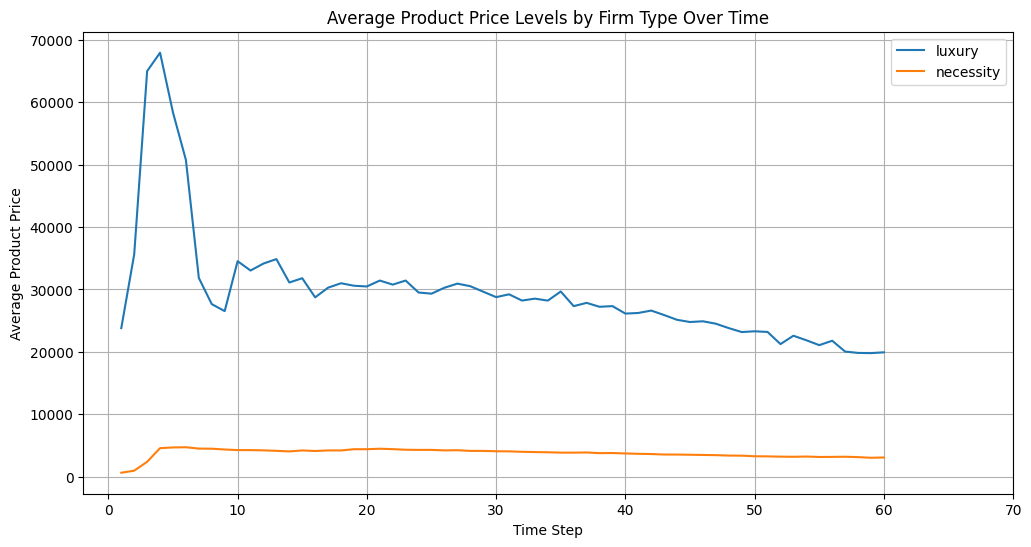 Average Product Price Levels by Firm Type Over Time
luxury
necessity
Average Product Price
70000
60000
50000
40000
30000
20000
10000
0
0 10 20 30 40 50 60 70
Time Step